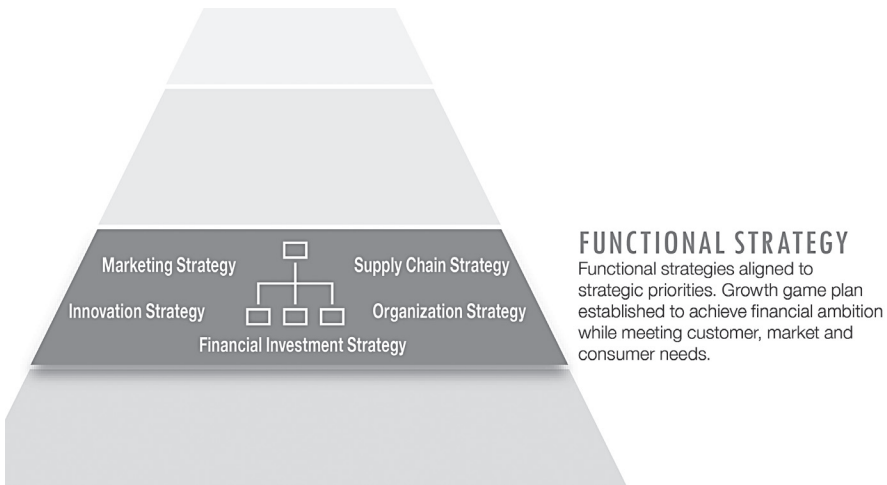 FUNCTIONAL STRATEGY
Functional strategies aligned to
strategic priorities. Growth game plan
established to achieve financial ambition
while meeting customer, market and
consumer needs.
Marketing Strategy
Supply Chain Strategy
Innovation Strategy
Organization Strategy
Financial Investment Strategy